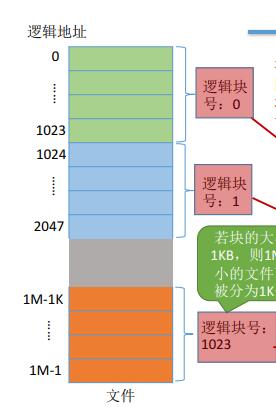 逻辑地址
0
......
1023
1024
......
2047
1M-1K
......
1M-1
文件
逻辑块
号：0
逻辑块
号：1
若块的大
1KB，则1M
小的文件
被分为1K
逻辑块号：
1023